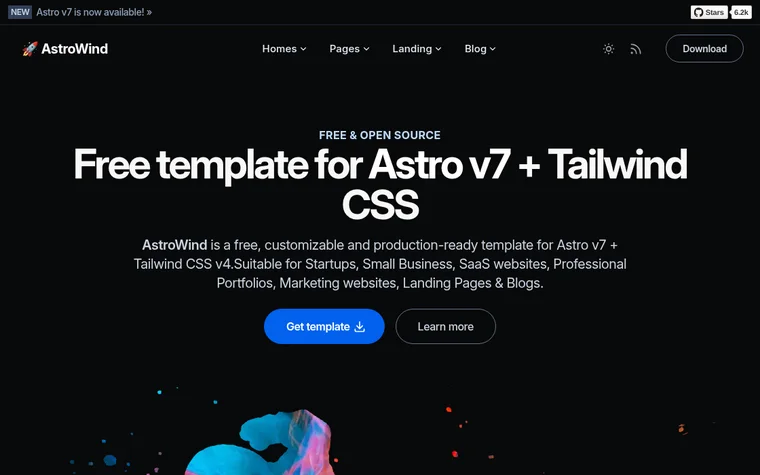 NEW Astro v7 is now available! »
Stars 6.2k
🚀 AstroWind
Homes
Pages
Landing
Blog
Download
FREE & OPEN SOURCE
Free template for Astro v7 + Tailwind
CSS
AstroWind is a free, customizable and production-ready template for Astro v7 +
Tailwind CSS v4.Suitable for Startups, Small Business, SaaS websites, Professional
Portfolios, Marketing websites, Landing Pages & Blogs.
Get template
Learn more